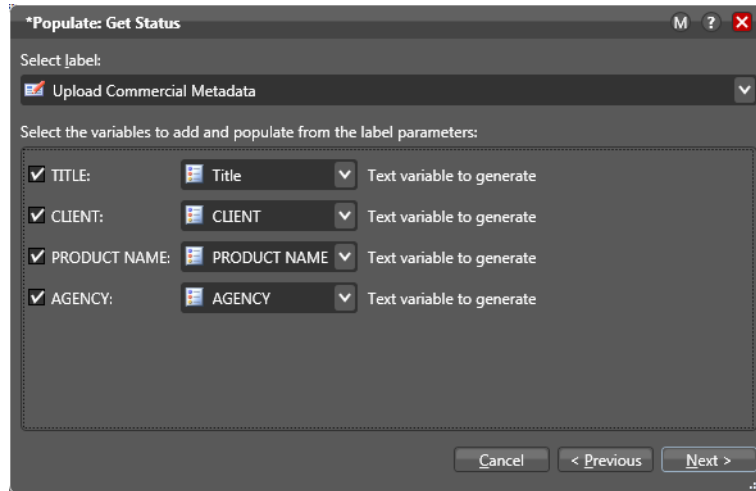 *Populate: Get Status M ?
Select label:
Upload Commercial Metadata
Select the variables to add and populate from the label parameters:
TITLE: Title Text variable to generate
CLIENT: CLIENT Text variable to generate
PRODUCT NAME: PRODUCT NAME Text variable to generate
AGENCY: AGENCY Text variable to generate
Cancel < Previous Next >